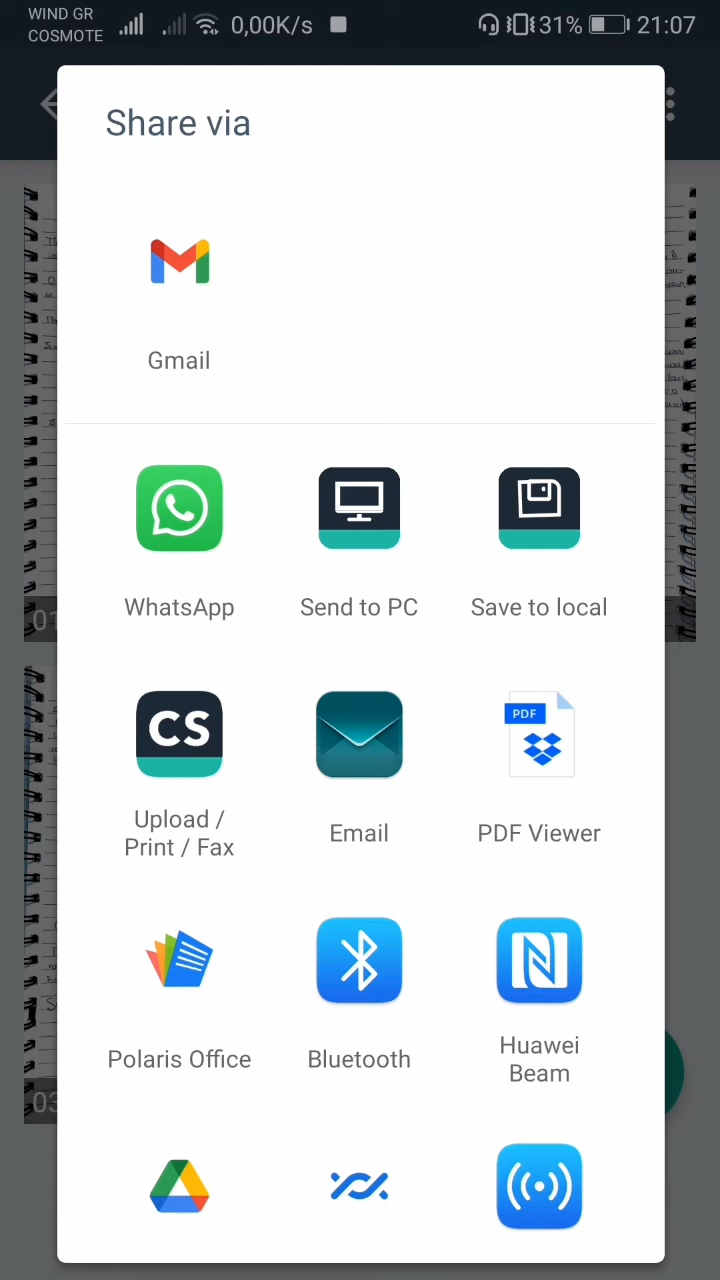 WIND GR
COSMOTE
0,00K/s
31%
21:07
Share via
Gmail
WhatsApp
Send to PC
Save to local
CS
Upload /
Print / Fax
Email
PDF
PDF Viewer
Polaris Office
Bluetooth
Huawei
Beam